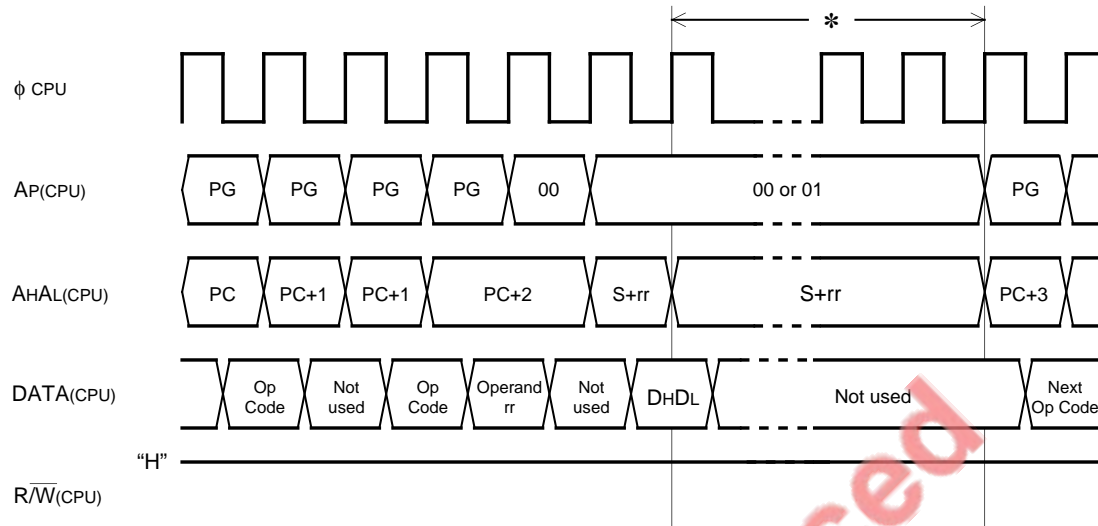 *
ϕ CPU
AP(CPU)
PG PG PG PG 00 00 or 01 PG
AHAL(CPU)
PC PC+1 PC+1 PC+2 S+rr S+rr PC+3
DATA(CPU)
Op Code Not used Op Code Operand rr Not used DHDL Not used Next Op Code
“H”
R/W(CPU)